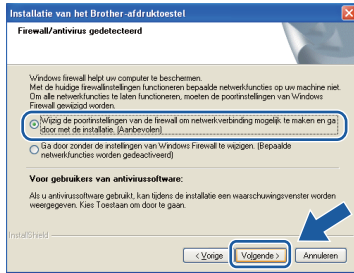 Installatie van het Brother-afdruktoestel
Firewall/antivirus gedetecteerd
Windows firewall helpt uw computer te beschermen.
Met de huidige firewallinstellingen functioneren bepaalde netwerkfuncties op uw machine niet.
Om alle netwerkfuncties te laten functioneren, moeten de poortinstellingen van Windows
Firewall gewijzigd worden.
Wijzig de poortinstellingen van de firewall om netwerkverbinding mogelijk te maken en ga
door met de installatie. (Aanbevolen)
Ga door zonder de instellingen van Windows Firewall te wijzigen. (Bepaalde
netwerkfuncties worden gedeactiveerd)
Voor gebruikers van antivirussoftware:
Als u antivirussoftware gebruikt, kan tijdens de installatie een waarschuwingsvenster worden
weergegeven. Kies Toestaan om door te gaan.
InstallShield
< Vorige
Volgende >
Annuleren